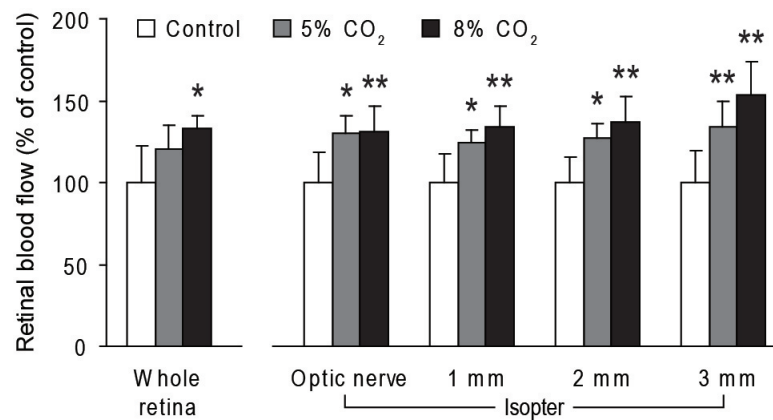 Retinal blood flow (% of control)
200
150
100
50
0
Control
5% CO₂
8% CO₂
*
* **
* **
* **
** **
Whole
retina
Optic nerve 1 mm 2 mm 3 mm
Isopter